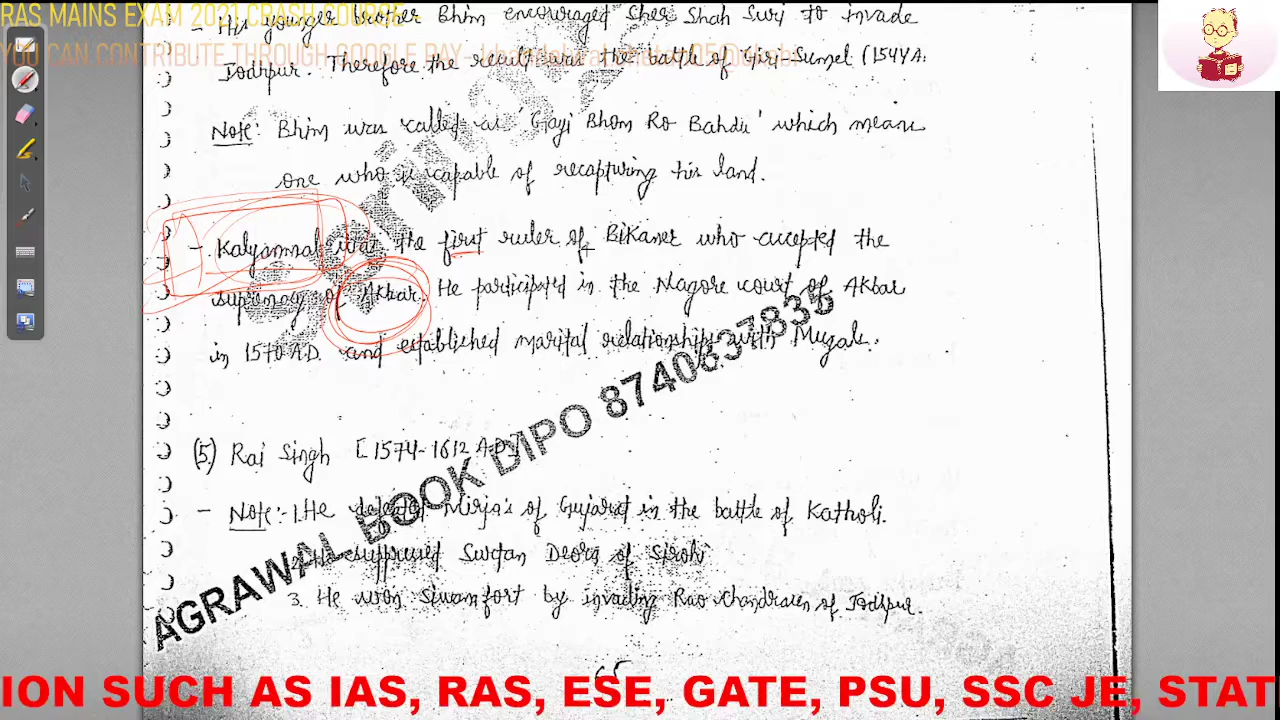 RAS MAINS EXAM 2021 CRASH COURSE -
YOU CAN CONTRIBUTE THROUGH GOOGLE PAY -
- His younger brother Bhim encouraged Sher Shah Suri to invade
Jodhpur. Therefore the result was the battle of Giri-Sumel (1544 A.
Note: Bhim was called as 'Gayi Bhom Ro Bahdu' which means
one who is capable of recapturing his land.
- Kalyanmal was the first ruler of Bikaner who accepted the
supremacy of Akbar. He participated in the Nagore court of Akbar
in 1570 A.D. and established marital relationships with Mugals.
(5) Rai Singh [1574-1612 A.D.]
- Note:- 1. He defeated Mirja's of Gujarat in the battle of Katholi.
2. He suppressed Surtan Deora of Sirohi
3. He won Siwan fort by invading Rao Chandrasen of Jodhpur.
65
AGRAWAL BOOK DIPO 8740837835
ION SUCH AS IAS, RAS, ESE, GATE, PSU, SSC JE, STAT